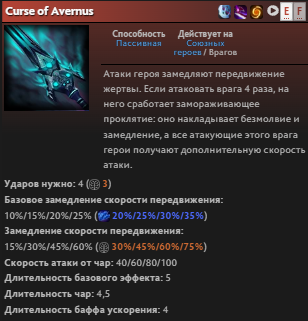 Curse of Avernus
E F
Способность Действует на
Пассивная Союзных
героев / Врагов
Атаки героя замедляют передвижение
жертвы. Если атаковать врага 4 раза, на
него сработает замораживающее
проклятие: оно накладывает безмолвие и
замедление, а все атакующие этого врага
герои получают дополнительную скорость
атаки.
Ударов нужно: 4 ( 3)
Базовое замедление скорости передвижения:
10%/15%/20%/25% ( 20%/25%/30%/35%)
Замедление скорости передвижения:
15%/30%/45%/60% ( 30%/45%/60%/75%)
Скорость атаки от чар: 40/60/80/100
Длительность базового эффекта: 5
Длительность чар: 4,5
Длительность баффа ускорения: 4